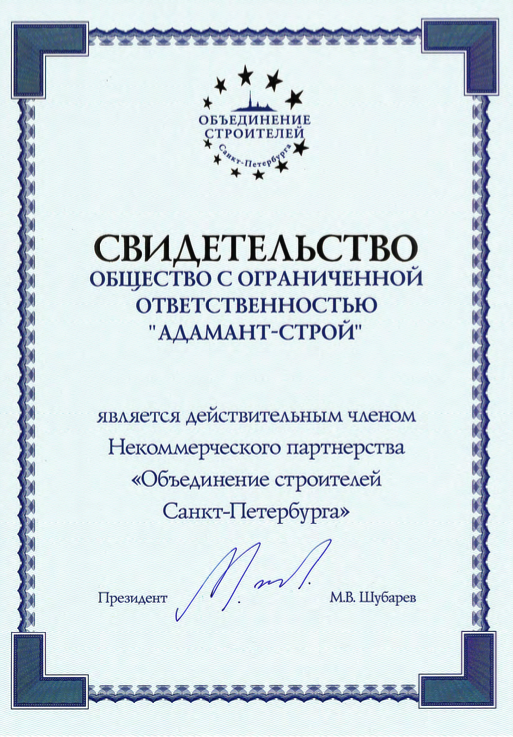 ОБЪЕДИНЕНИЕ
СТРОИТЕЛЕЙ
Санкт-Петербурга
СВИДЕТЕЛЬСТВО
ОБЩЕСТВО С ОГРАНИЧЕННОЙ
ОТВЕТСТВЕННОСТЬЮ
"АДАМАНТ-СТРОЙ"
является действительным членом
Некоммерческого партнерства
«Объединение строителей
Санкт-Петербурга»
Президент М.В. Шубарев